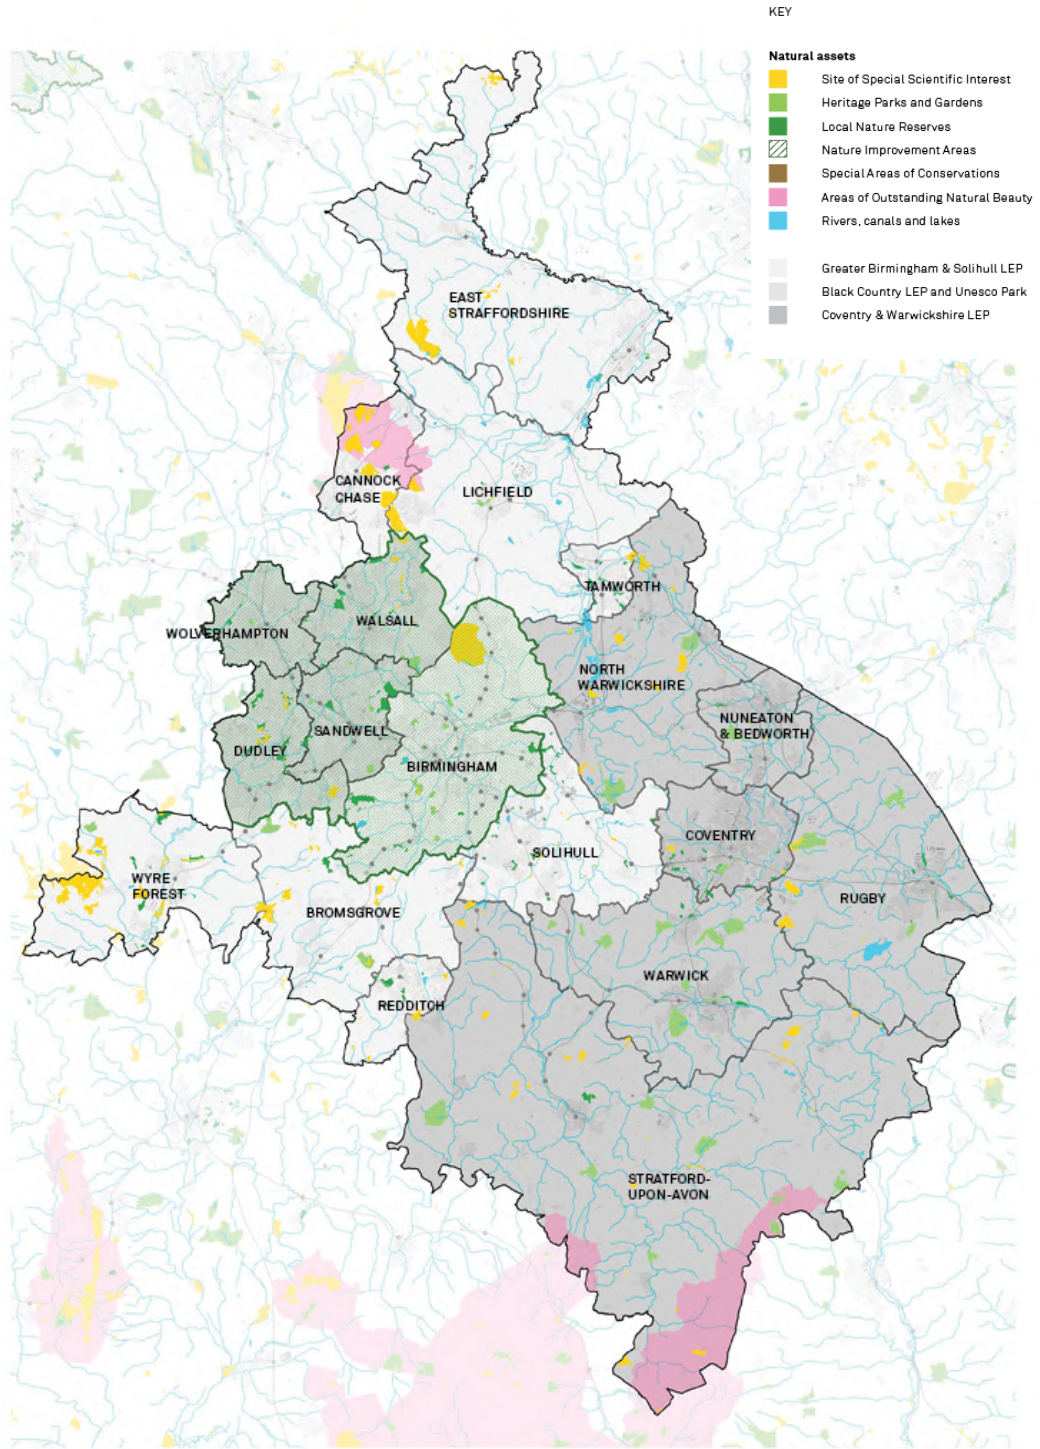 KEY
Natural assets
Site of Special Scientific Interest
Heritage Parks and Gardens
Local Nature Reserves
Nature Improvement Areas
Special Areas of Conservations
Areas of Outstanding Natural Beauty
Rivers, canals and lakes
Greater Birmingham & Solihull LEP
Black Country LEP and Unesco Park
Coventry & Warwickshire LEP
EAST
STRAFFORDSHIRE
CANNOCK
CHASE
LICHFIELD
TAMWORTH
WOLVERHAMPTON
WALSALL
NORTH
WARWICKSHIRE
NUNEATON
& BEDWORTH
SANDWELL
DUDLEY
BIRMINGHAM
COVENTRY
SOLIHULL
WYRE
FOREST
RUGBY
BROMSGROVE
WARWICK
REDDITCH
STRATFORD-
UPON-AVON